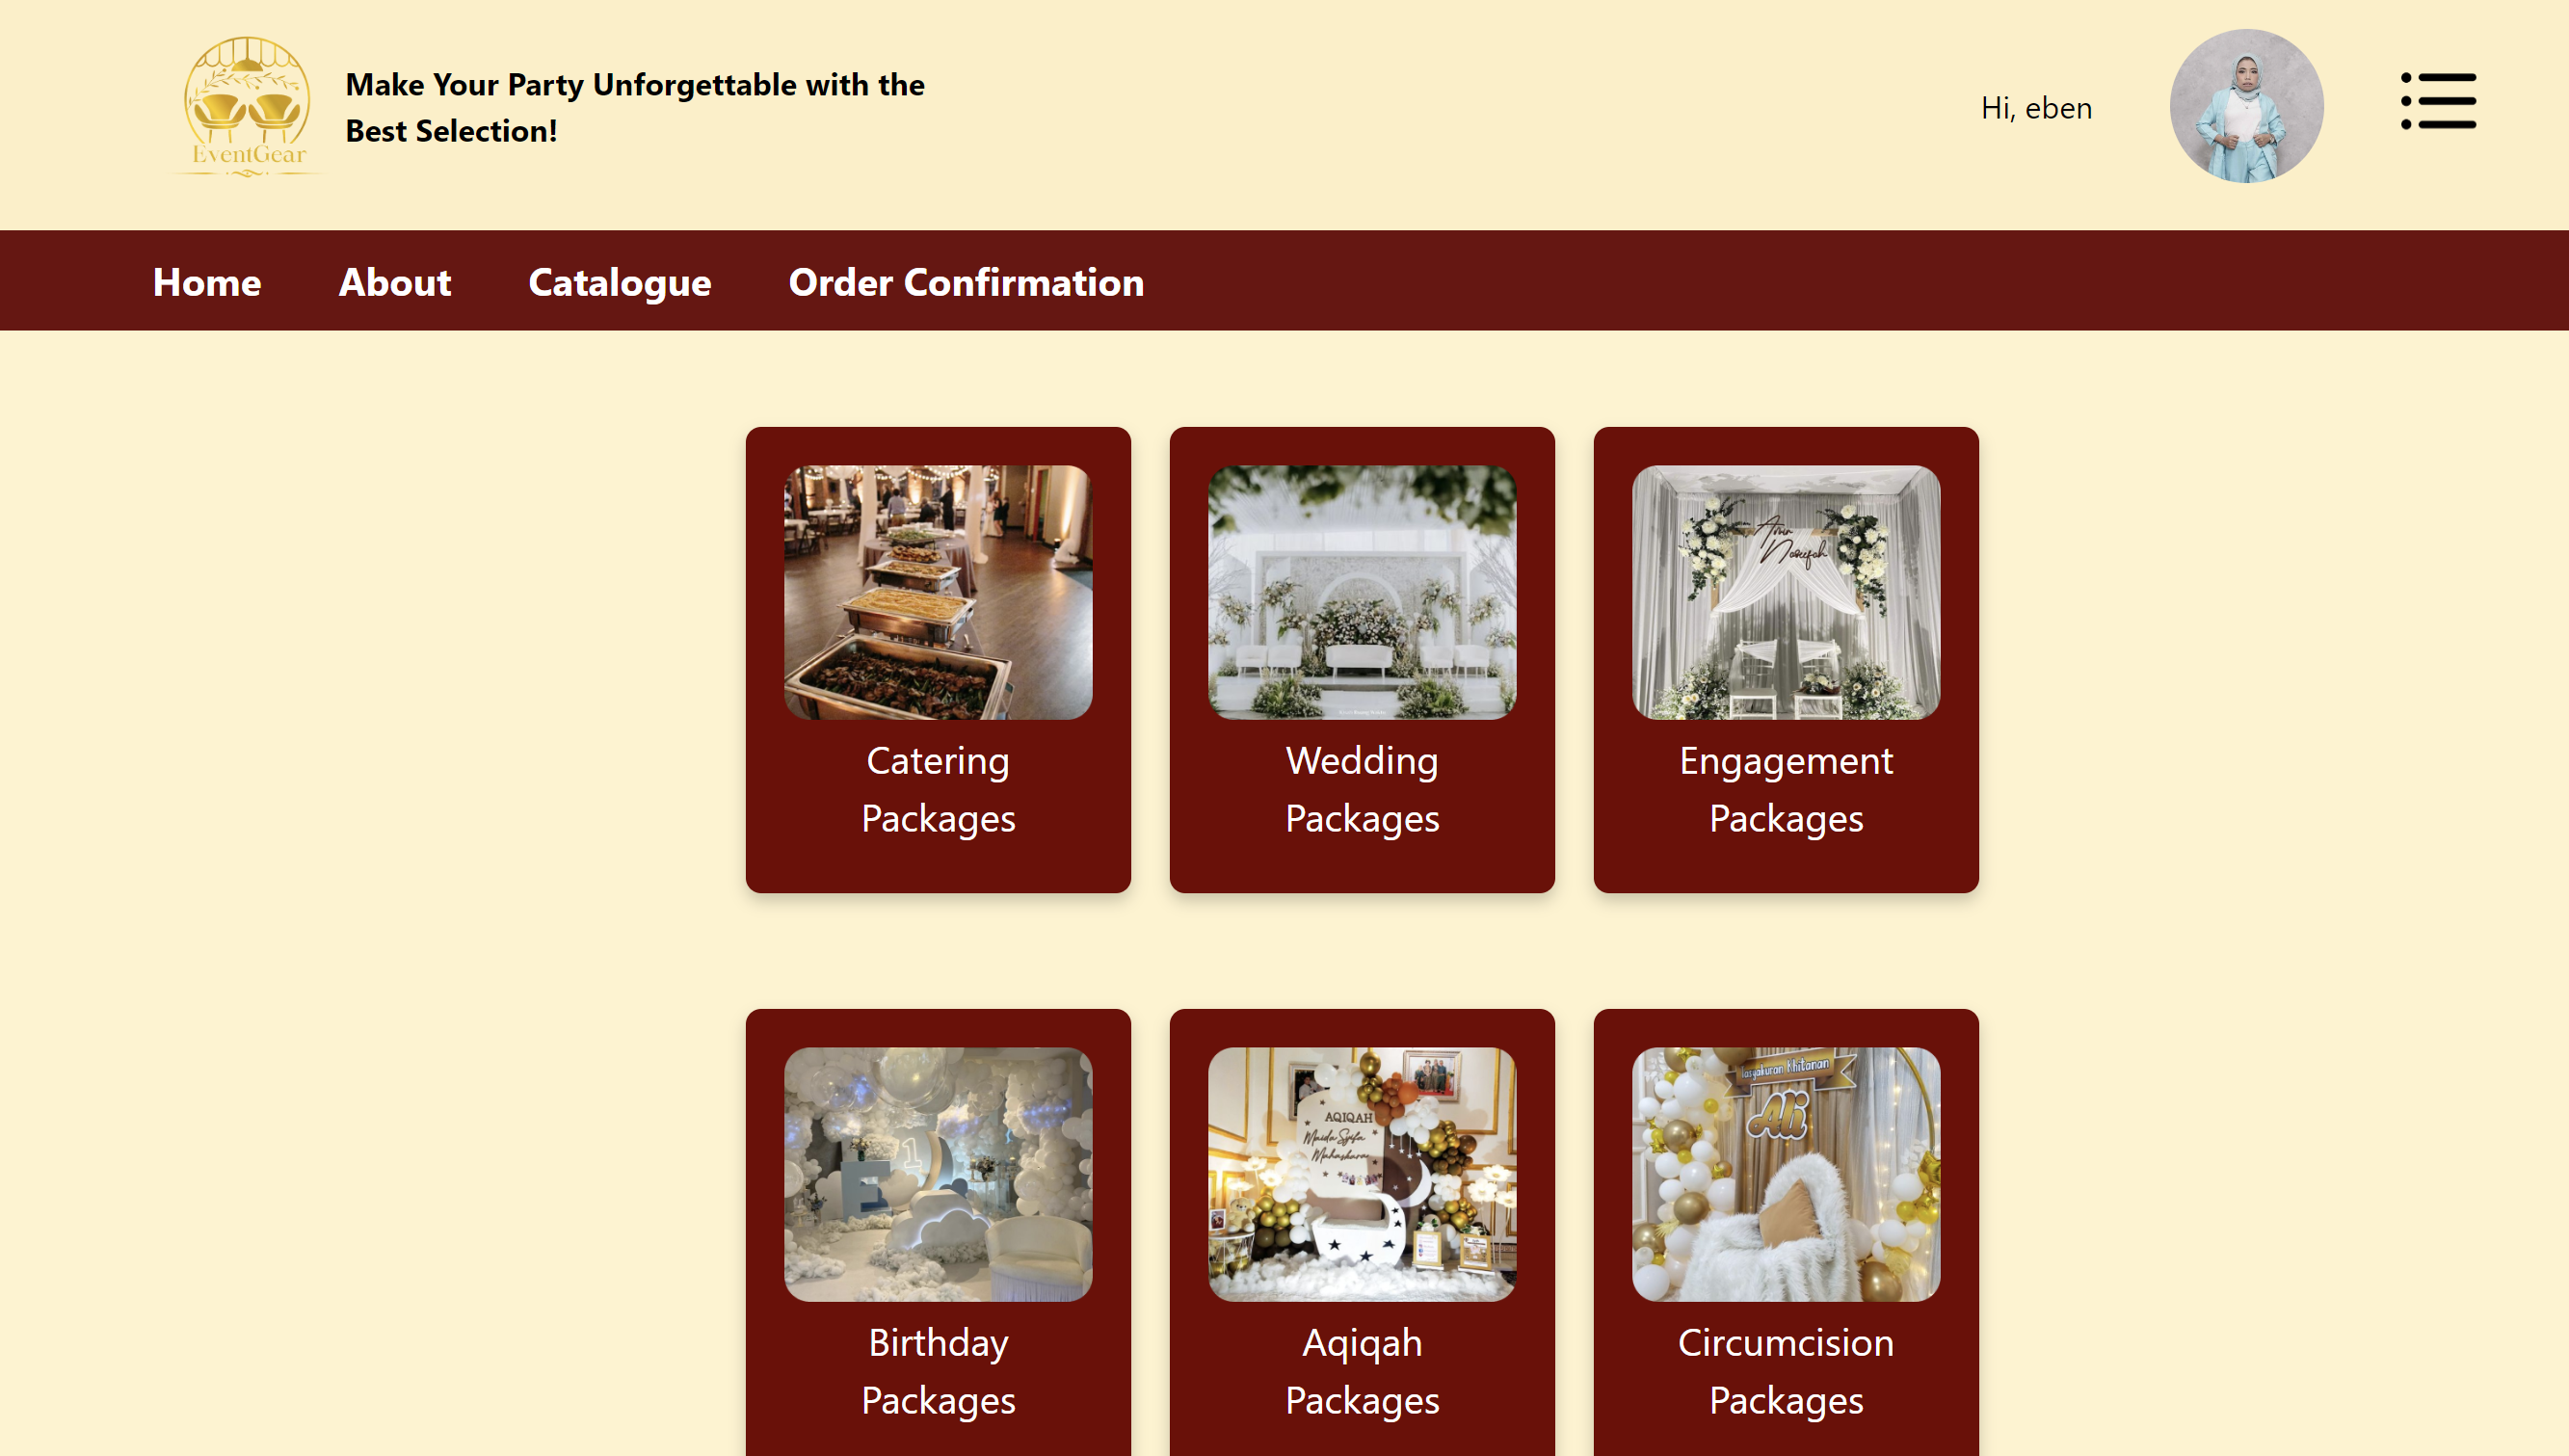 EventGear
Make Your Party Unforgettable with the
Best Selection!
Hi, eben
Home About Catalogue Order Confirmation
Catering
Packages
Wedding
Packages
Engagement
Packages
1
E
AQIQAH
Tasyakuran Khitanan
Ali
Birthday
Packages
Aqiqah
Packages
Circumcision
Packages